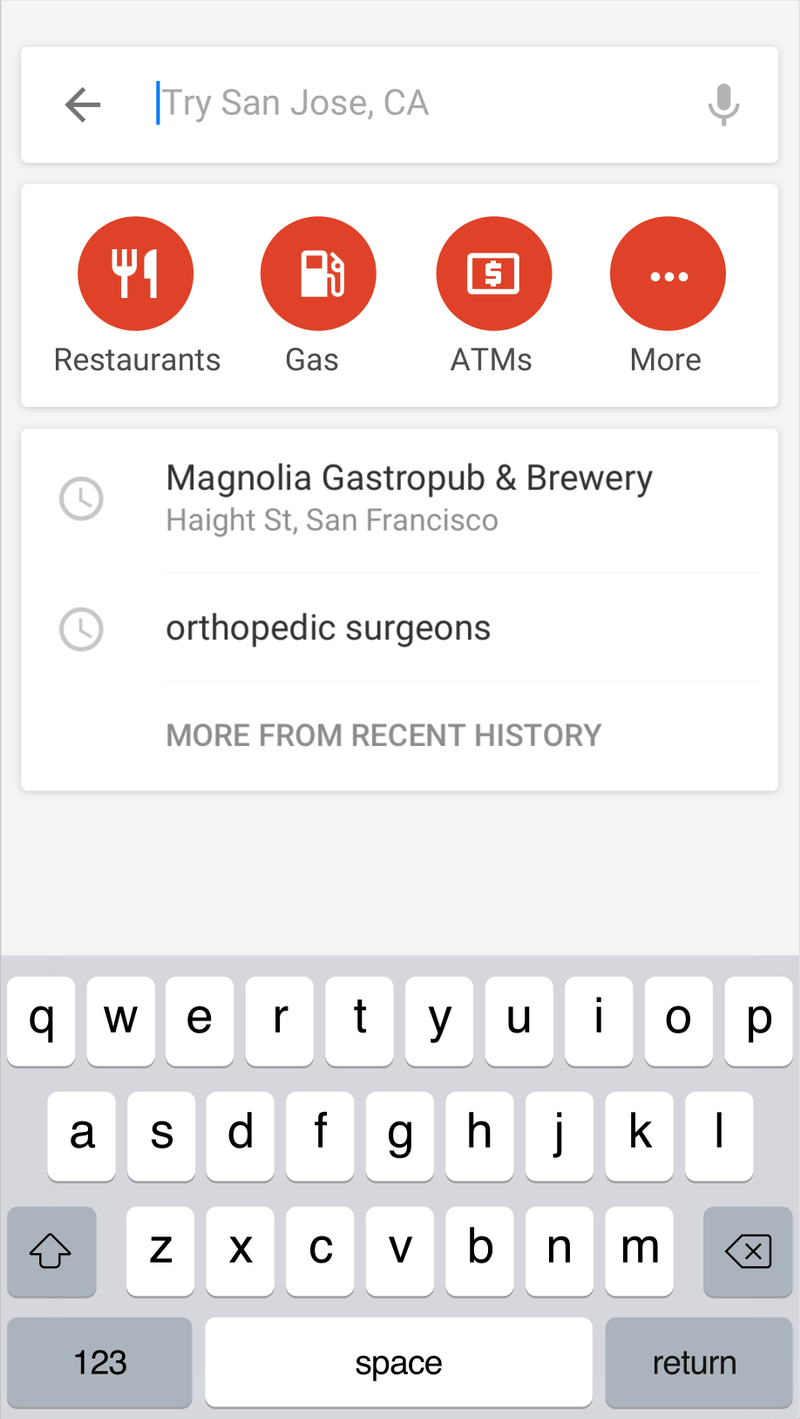 Try San Jose, CA
Restaurants Gas ATMs More
Magnolia Gastropub & Brewery
Haight St, San Francisco
orthopedic surgeons
MORE FROM RECENT HISTORY
q w e r t y u i o p
a s d f g h j k l
z x c v b n m
123 space return